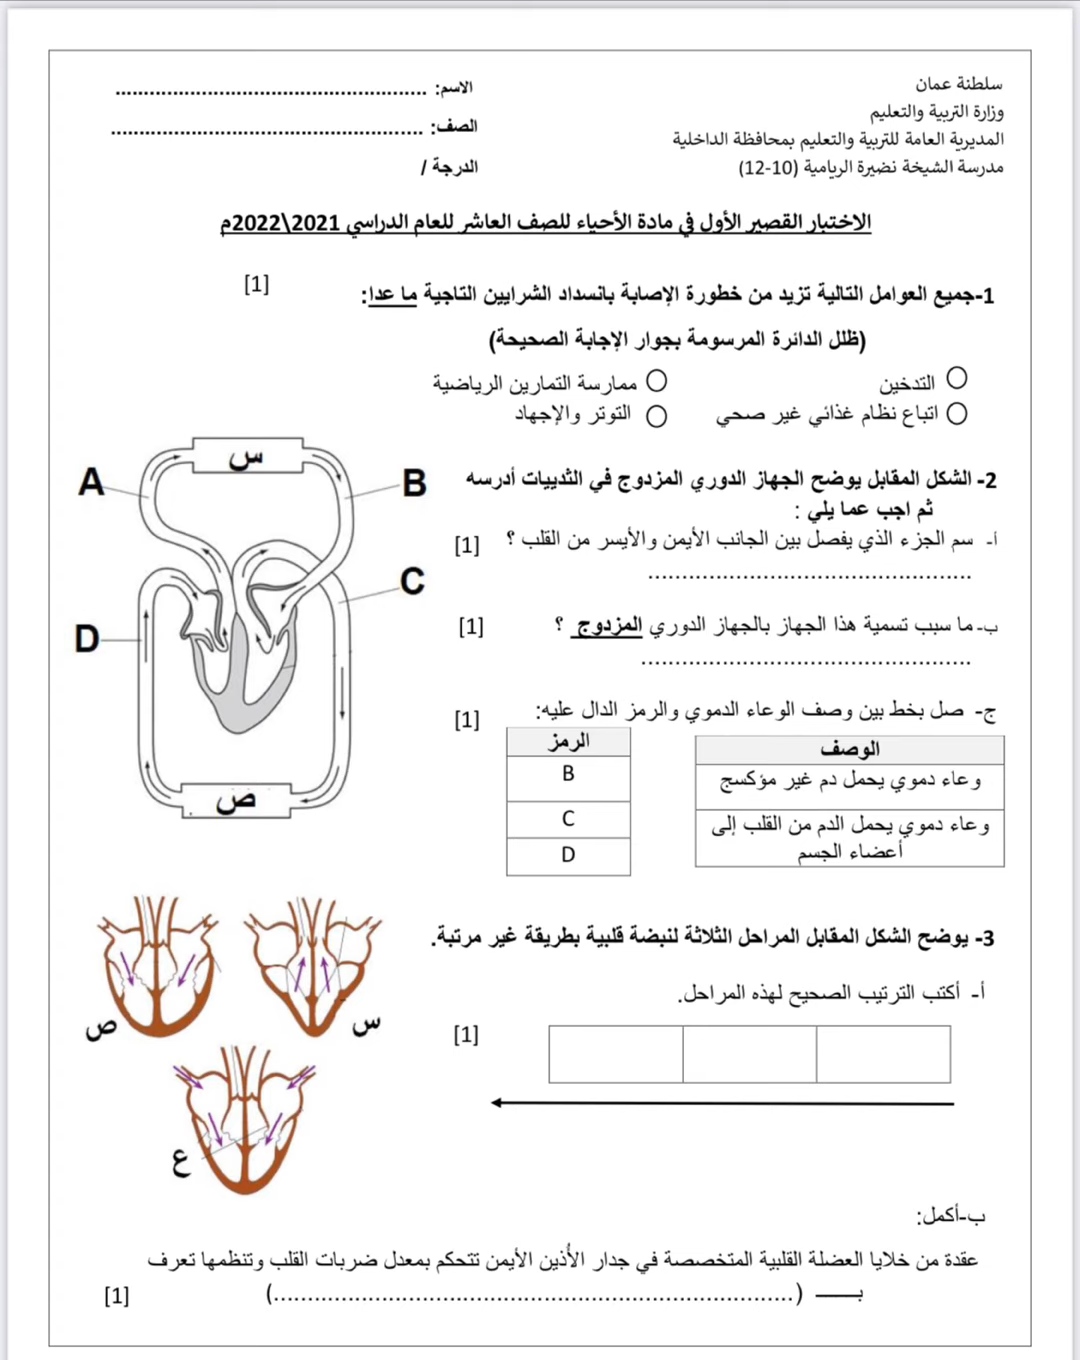 سلطنة عمان
وزارة التربية والتعليم
المديرية العامة للتربية والتعليم بمحافظة الداخلية
مدرسة الشيخة نضيرة الريامية (10-12)
الاسم: ......................................................
الصف: ......................................................
الدرجة /
الاختبار القصير الأول في مادة الأحياء للصف العاشر للعام الدراسي 2021\2022م
1-جميع العوامل التالية تزيد من خطورة الإصابة بانسداد الشرايين التاجية ما عدا: [1]
(ظلل الدائرة المرسومة بجوار الإجابة الصحيحة)
التدخين ممارسة التمارين الرياضية
اتباع نظام غذائي غير صحي التوتر والإجهاد
2- الشكل المقابل يوضح الجهاز الدوري المزدوج في الثدييات أدرسه
ثم اجب عما يلي :
أ- سم الجزء الذي يفصل بين الجانب الأيمن والأيسر من القلب ؟ [1]
................................................
ب- ما سبب تسمية هذا الجهاز بالجهاز الدوري المزدوج ؟ [1]
................................................
ج- صل بخط بين وصف الوعاء الدموي والرمز الدال عليه: [1]
الوصف
وعاء دموي يحمل دم غير مؤكسج
وعاء دموي يحمل الدم من القلب إلى
أعضاء الجسم
الرمز
B
C
D
س
A
B
C
D
ص
3- يوضح الشكل المقابل المراحل الثلاثة لنبضة قلبية بطريقة غير مرتبة.
أ- أكتب الترتيب الصحيح لهذه المراحل.
[1]
س
ص
ع
ب-أكمل:
عقدة من خلايا العضلة القلبية المتخصصة في جدار الأُذين الأيمن تتحكم بمعدل ضربات القلب وتنظمها تعرف
بـــــ (............................................................................) [1]